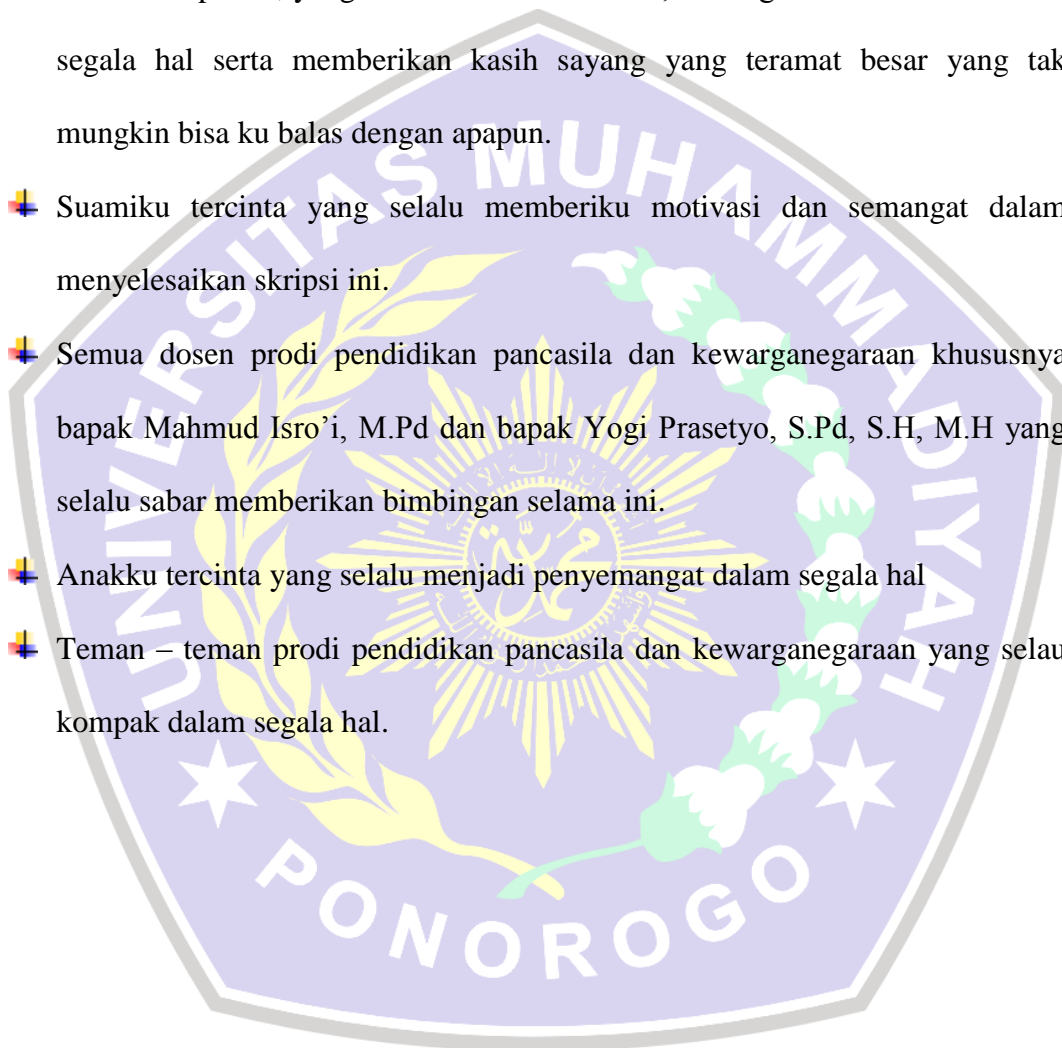 segala hal serta memberikan kasih sayang yang teramat besar yang tak
mungkin bisa ku balas dengan apapun.
Suamiku tercinta yang selalu memberiku motivasi dan semangat dalam
menyelesaikan skripsi ini.
Semua dosen prodi pendidikan pancasila dan kewarganegaraan khususnya
bapak Mahmud Isro’i, M.Pd dan bapak Yogi Prasetyo, S.Pd, S.H, M.H yang
selalu sabar memberikan bimbingan selama ini.
Anakku tercinta yang selalu menjadi penyemangat dalam segala hal
Teman – teman prodi pendidikan pancasila dan kewarganegaraan yang selau
kompak dalam segala hal.
UNIVERSITAS MUHAMMADIYAH
PONOROGO